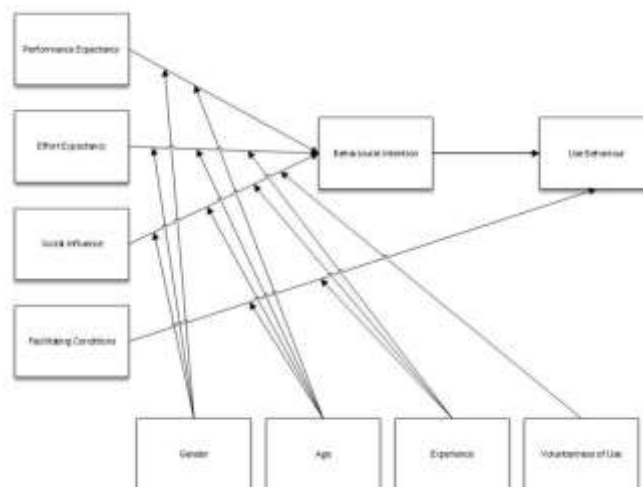 Performance Expectancy
Effort Expectancy
Behavioural Intention
Use Behaviour
Social Influence
Facilitating Conditions
Gender
Age
Experience
Voluntariness of Use